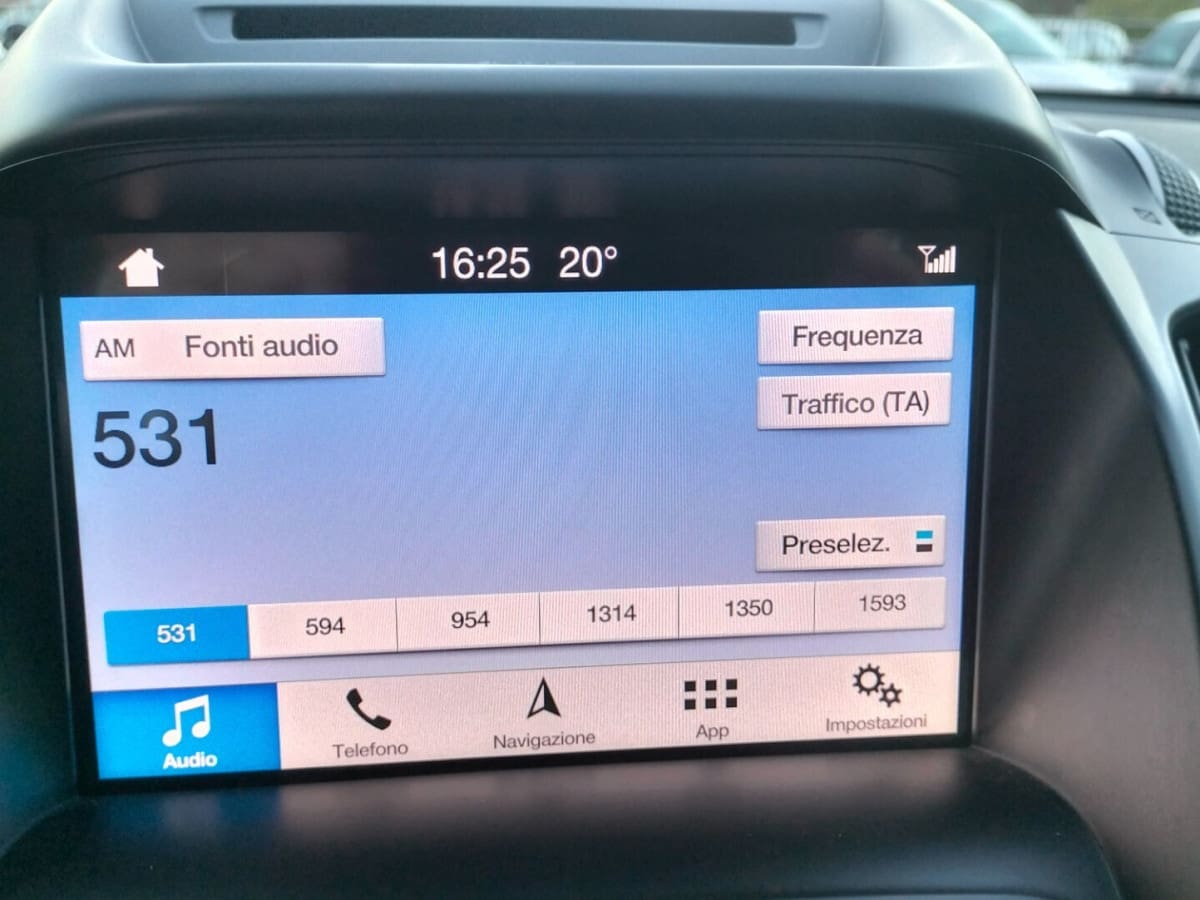 16:25 20°
AM Fonti audio
Frequenza
531
Traffico (TA)
Preselez.
531 594 954 1314 1350 1593
Audio Telefono Navigazione App Impostazioni